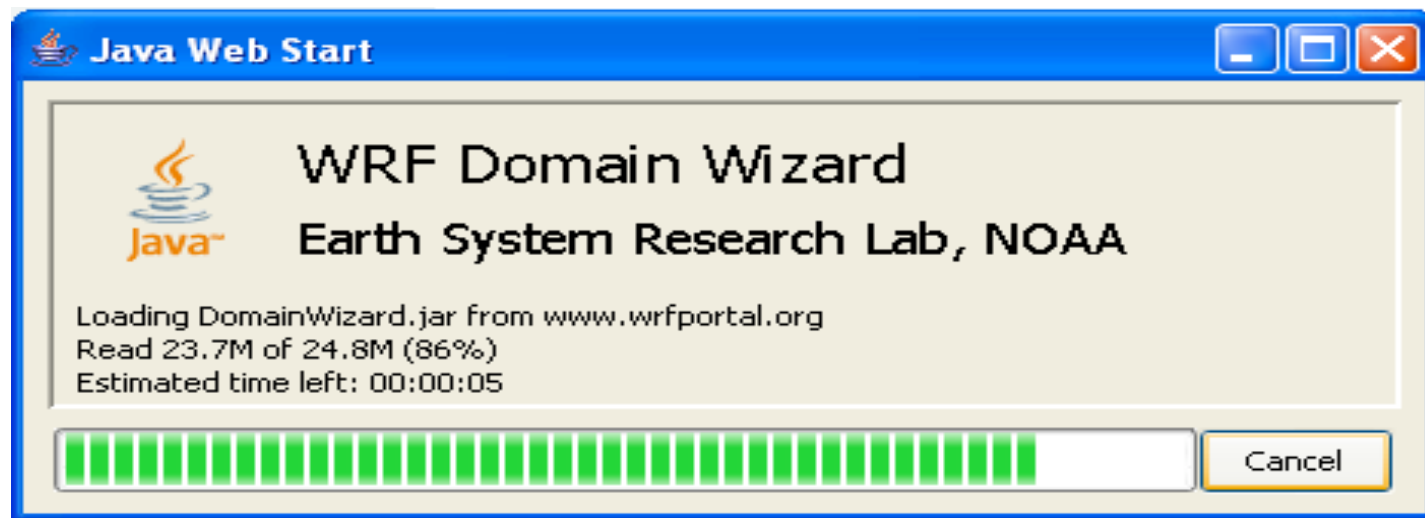 Java Web Start
WRF Domain Wizard
Earth System Research Lab, NOAA
Java™
Loading DomainWizard.jar from www.wrfportal.org
Read 23.7M of 24.8M (86%)
Estimated time left: 00:00:05
Cancel